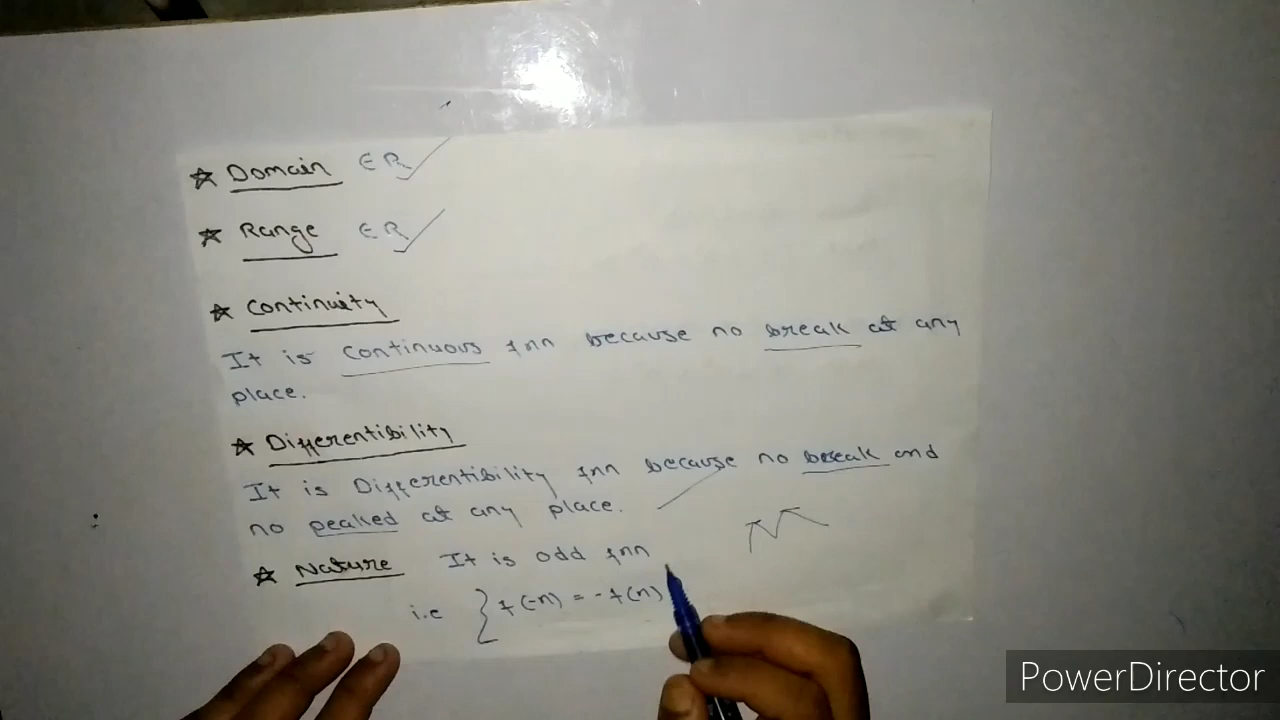 ☆ Domain ∈ R
☆ Range ∈ R
☆ Continuity
It is continuous fnn because no break at any
place.
☆ Differentibility
It is Differentibility fnn because no break and
no peaked at any place.
☆ Nature It is odd fnn
i.e } f(-n) = -f(n)
PowerDirector